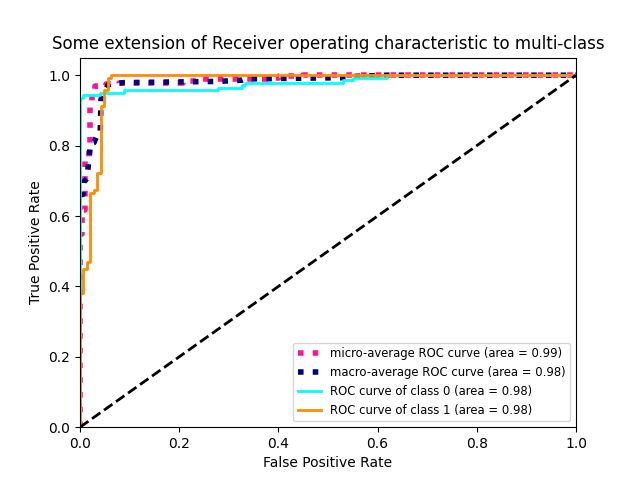 Some extension of Receiver operating characteristic to multi-class
1.0
0.8
0.6
0.4
0.2
0.0
True Positive Rate
micro-average ROC curve (area = 0.99)
macro-average ROC curve (area = 0.98)
ROC curve of class 0 (area = 0.98)
ROC curve of class 1 (area = 0.98)
0.0 0.2 0.4 0.6 0.8 1.0
False Positive Rate